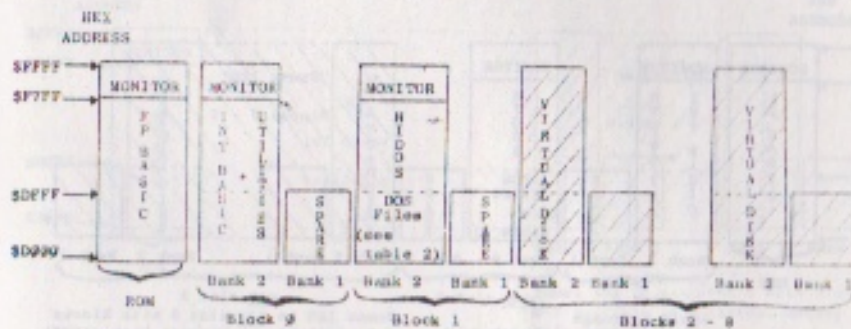 HEX
ADDRESS
$FFFF
$F7FF
$DFFF
$D000
MONITOR
FP BASIC
ROM
MONITOR
INT BASIC
+
UTILITIES
SPARE
Bank 2
Bank 1
Block 0
MONITOR
HIDOS
DOS
Files
(see
table 2)
SPARE
Bank 2
Bank 1
Block 1
VIRTUAL DISK
Bank 2
Bank 1
VIRTUAL DISK
Bank 2
Bank 1
Blocks 2 - 8